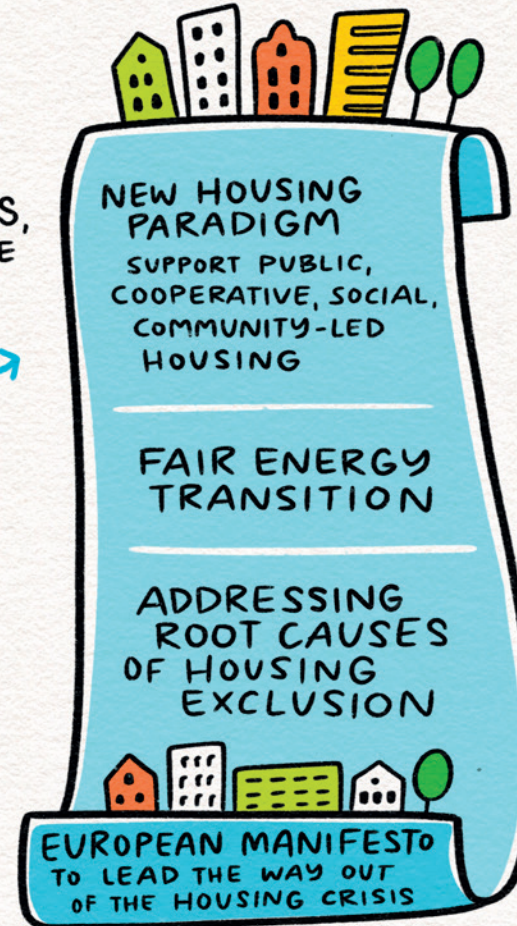 S,
E
NEW HOUSING
PARADIGM
SUPPORT PUBLIC,
COOPERATIVE, SOCIAL,
COMMUNITY-LED
HOUSING
FAIR ENERGY
TRANSITION
ADDRESSING
ROOT CAUSES
OF HOUSING
EXCLUSION
EUROPEAN MANIFESTO
TO LEAD THE WAY OUT
OF THE HOUSING CRISIS